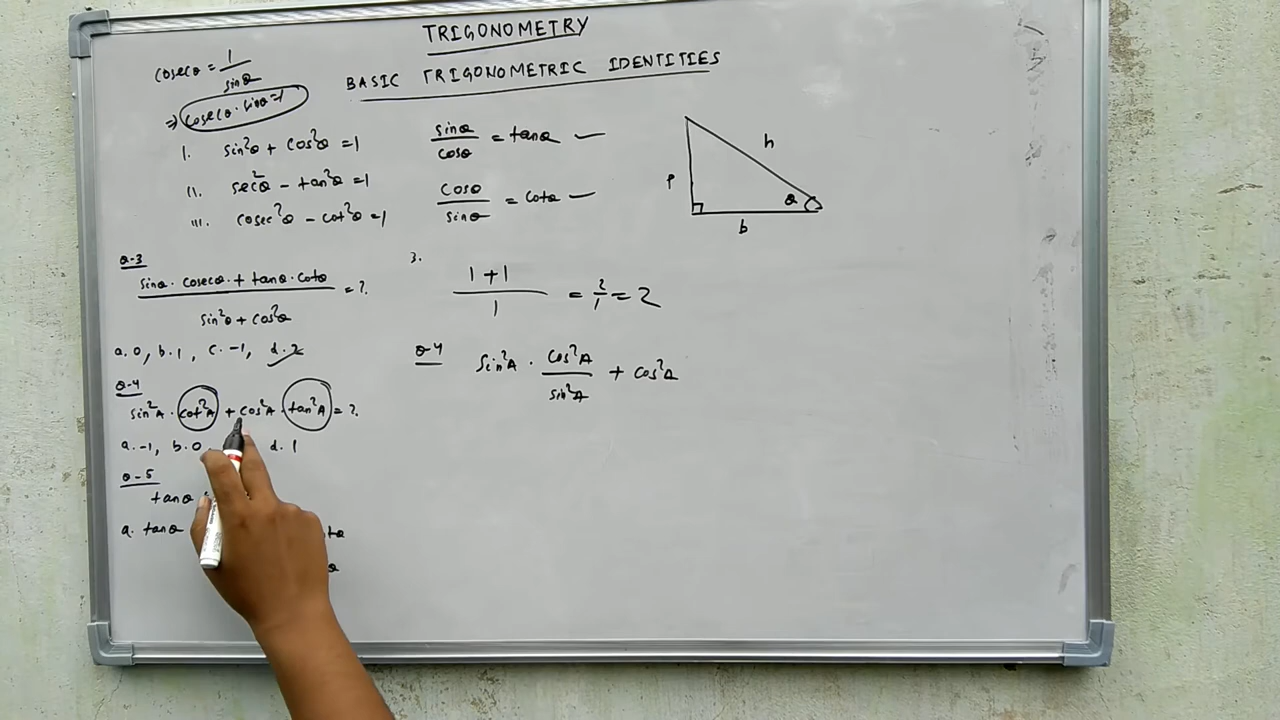 TRIGONOMETRY
BASIC TRIGONOMETRIC IDENTITIES
cosecθ = 1/sinθ
⇒ cosecθ · sinθ = 1
I. sin²θ + cos²θ = 1
II. sec²θ − tan²θ = 1
III. cosec²θ − cot²θ = 1
sinθ/cosθ = tanθ
cosθ/sinθ = cotθ
p
h
b
θ
Q-3
(sinθ · cosecθ + tanθ · cotθ)/(sin²θ + cos²θ) = ?
a. 0, b. 1, c. -1, d. 2
Q-4
sin²A · cot²A + cos²A · tan²A = ?
a. -1, b. 0 d. 1
Q-5
tanθ
a. tanθ
3.
(1+1)/1 = 2/1 = 2
Q-4 sin²A · cos²A/sin²A + cos²A